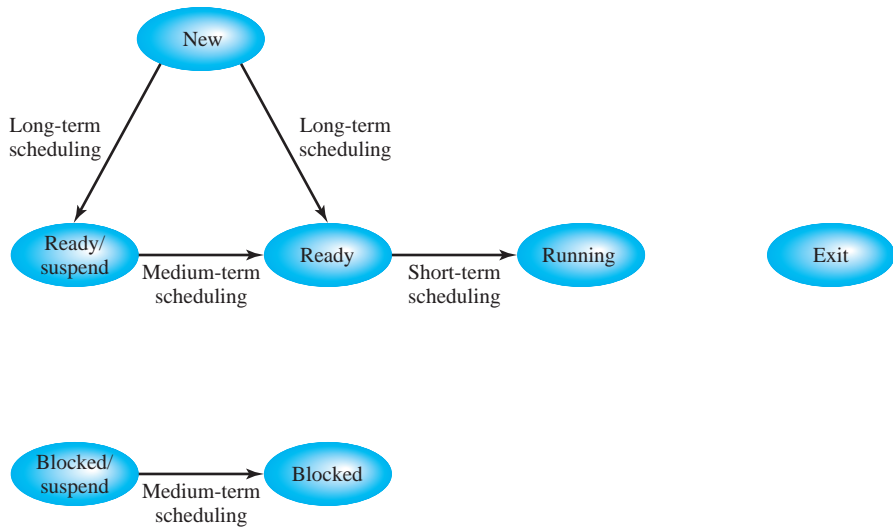 New
Long-term
scheduling
Long-term
scheduling
Ready/
suspend
Medium-term
scheduling
Ready
Short-term
scheduling
Running
Exit
Blocked/
suspend
Medium-term
scheduling
Blocked